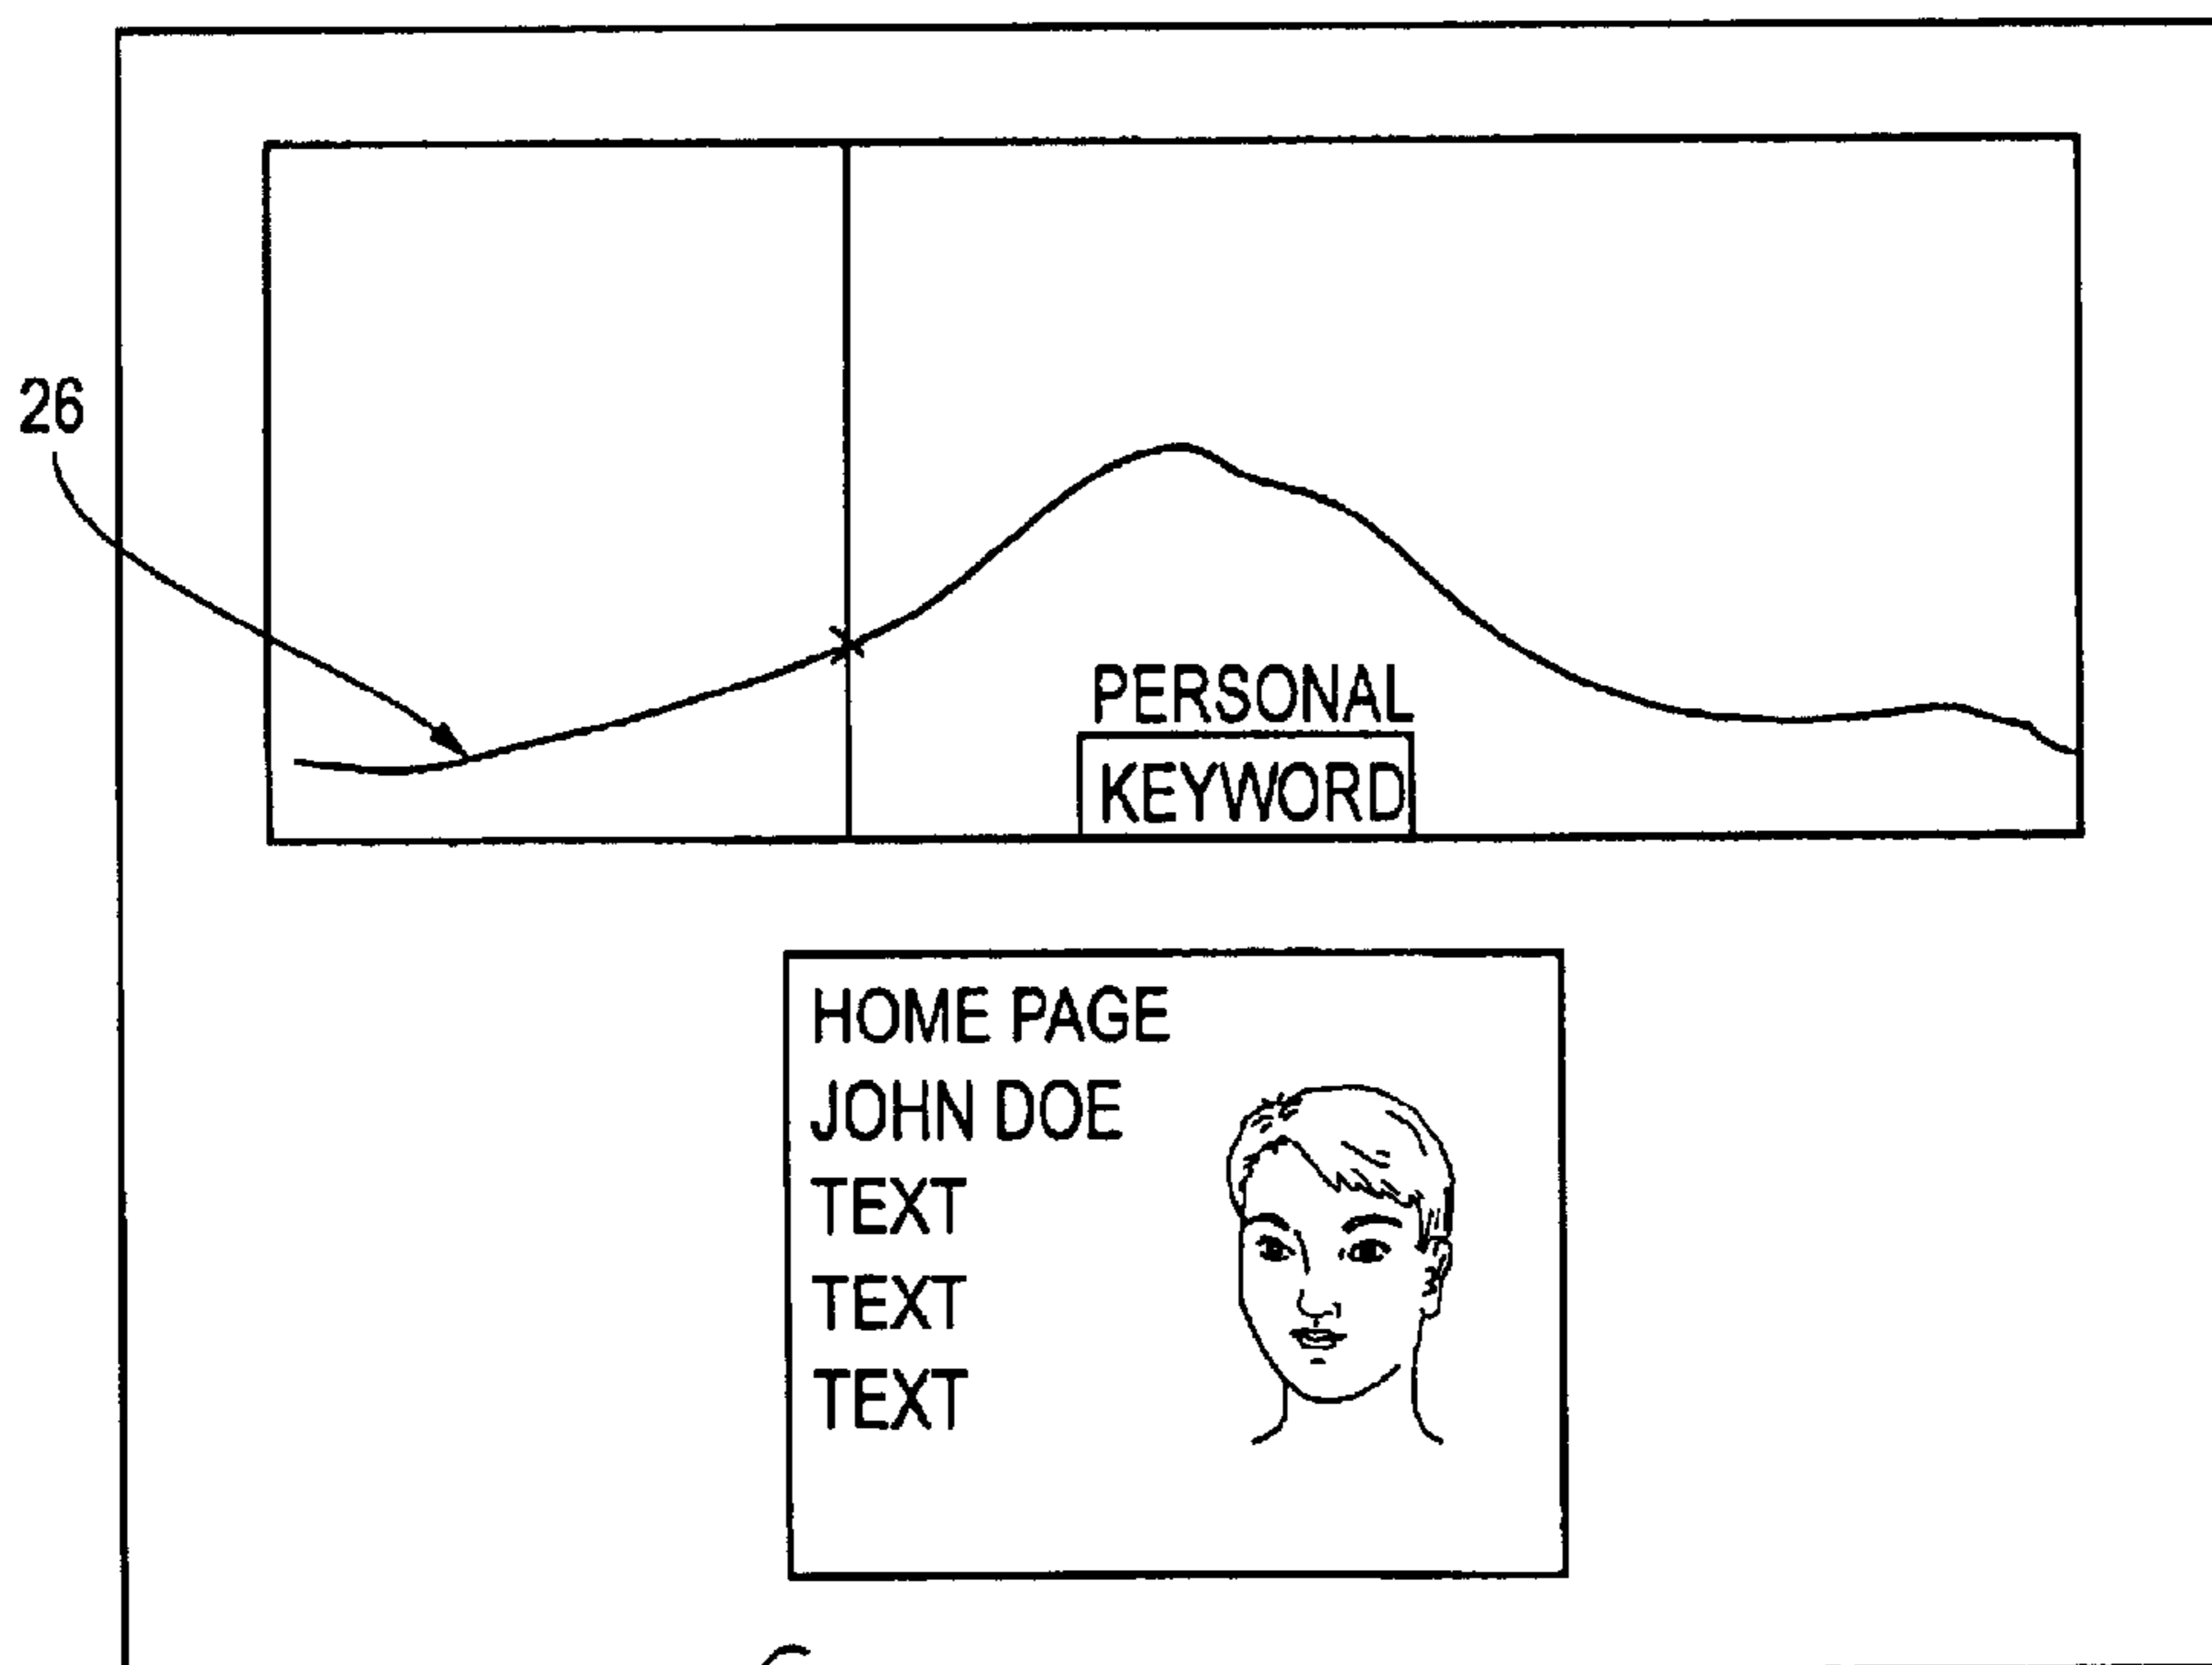 26
PERSONAL
KEYWORD
HOME PAGE
JOHN DOE
TEXT
TEXT
TEXT